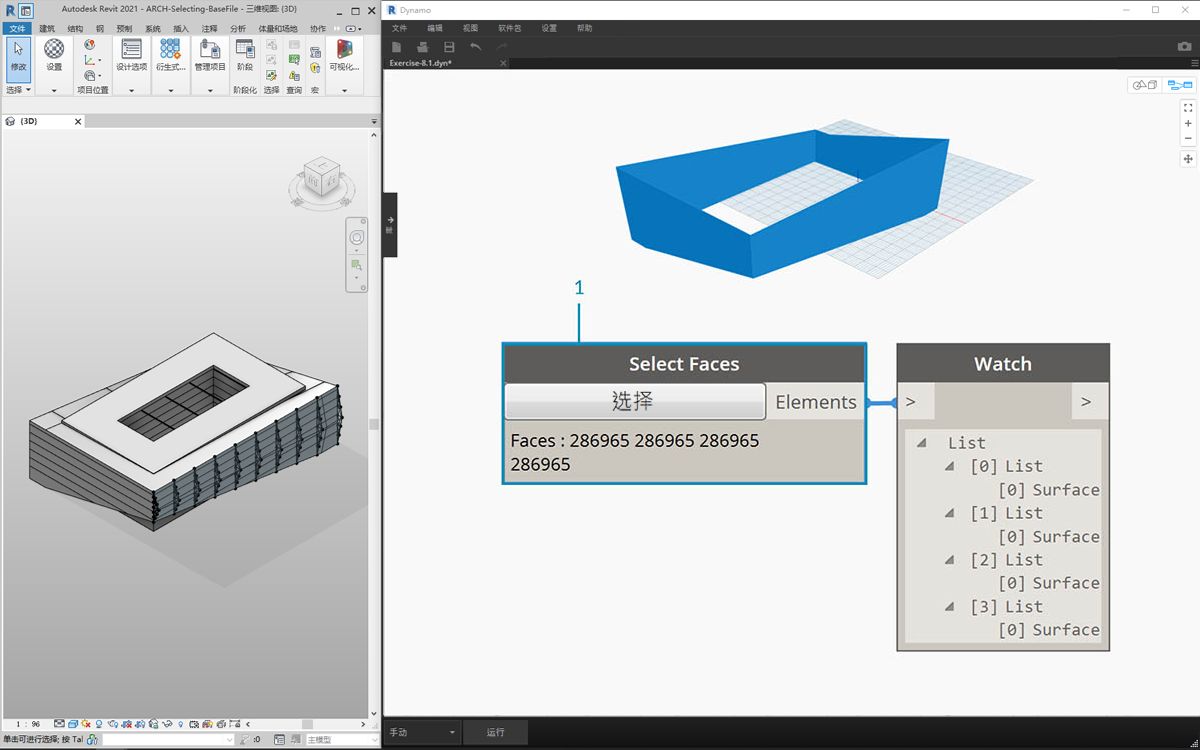 Autodesk Revit 2021 - ARCH-Selecting-BaseFile - 三维视图: {3D}
文件 建筑 结构 钢 预制 系统 插入 注释 分析 体量和场地 协作
修改 设置 设计选项 衍生式... 管理项目 阶段 可视化...
选择 项目位置 阶段化 选择 查询 宏
{3D}
1 : 96
单击可进行选择; 按 Tal :0 主模型
Dynamo
文件 编辑 视图 软件包 设置 帮助
Exercise-8.1.dyn*
1
Select Faces
选择 Elements
Faces : 286965 286965 286965
286965
Watch
> >
List
[0] List
[0] Surface
[1] List
[0] Surface
[2] List
[0] Surface
[3] List
[0] Surface
手动 运行